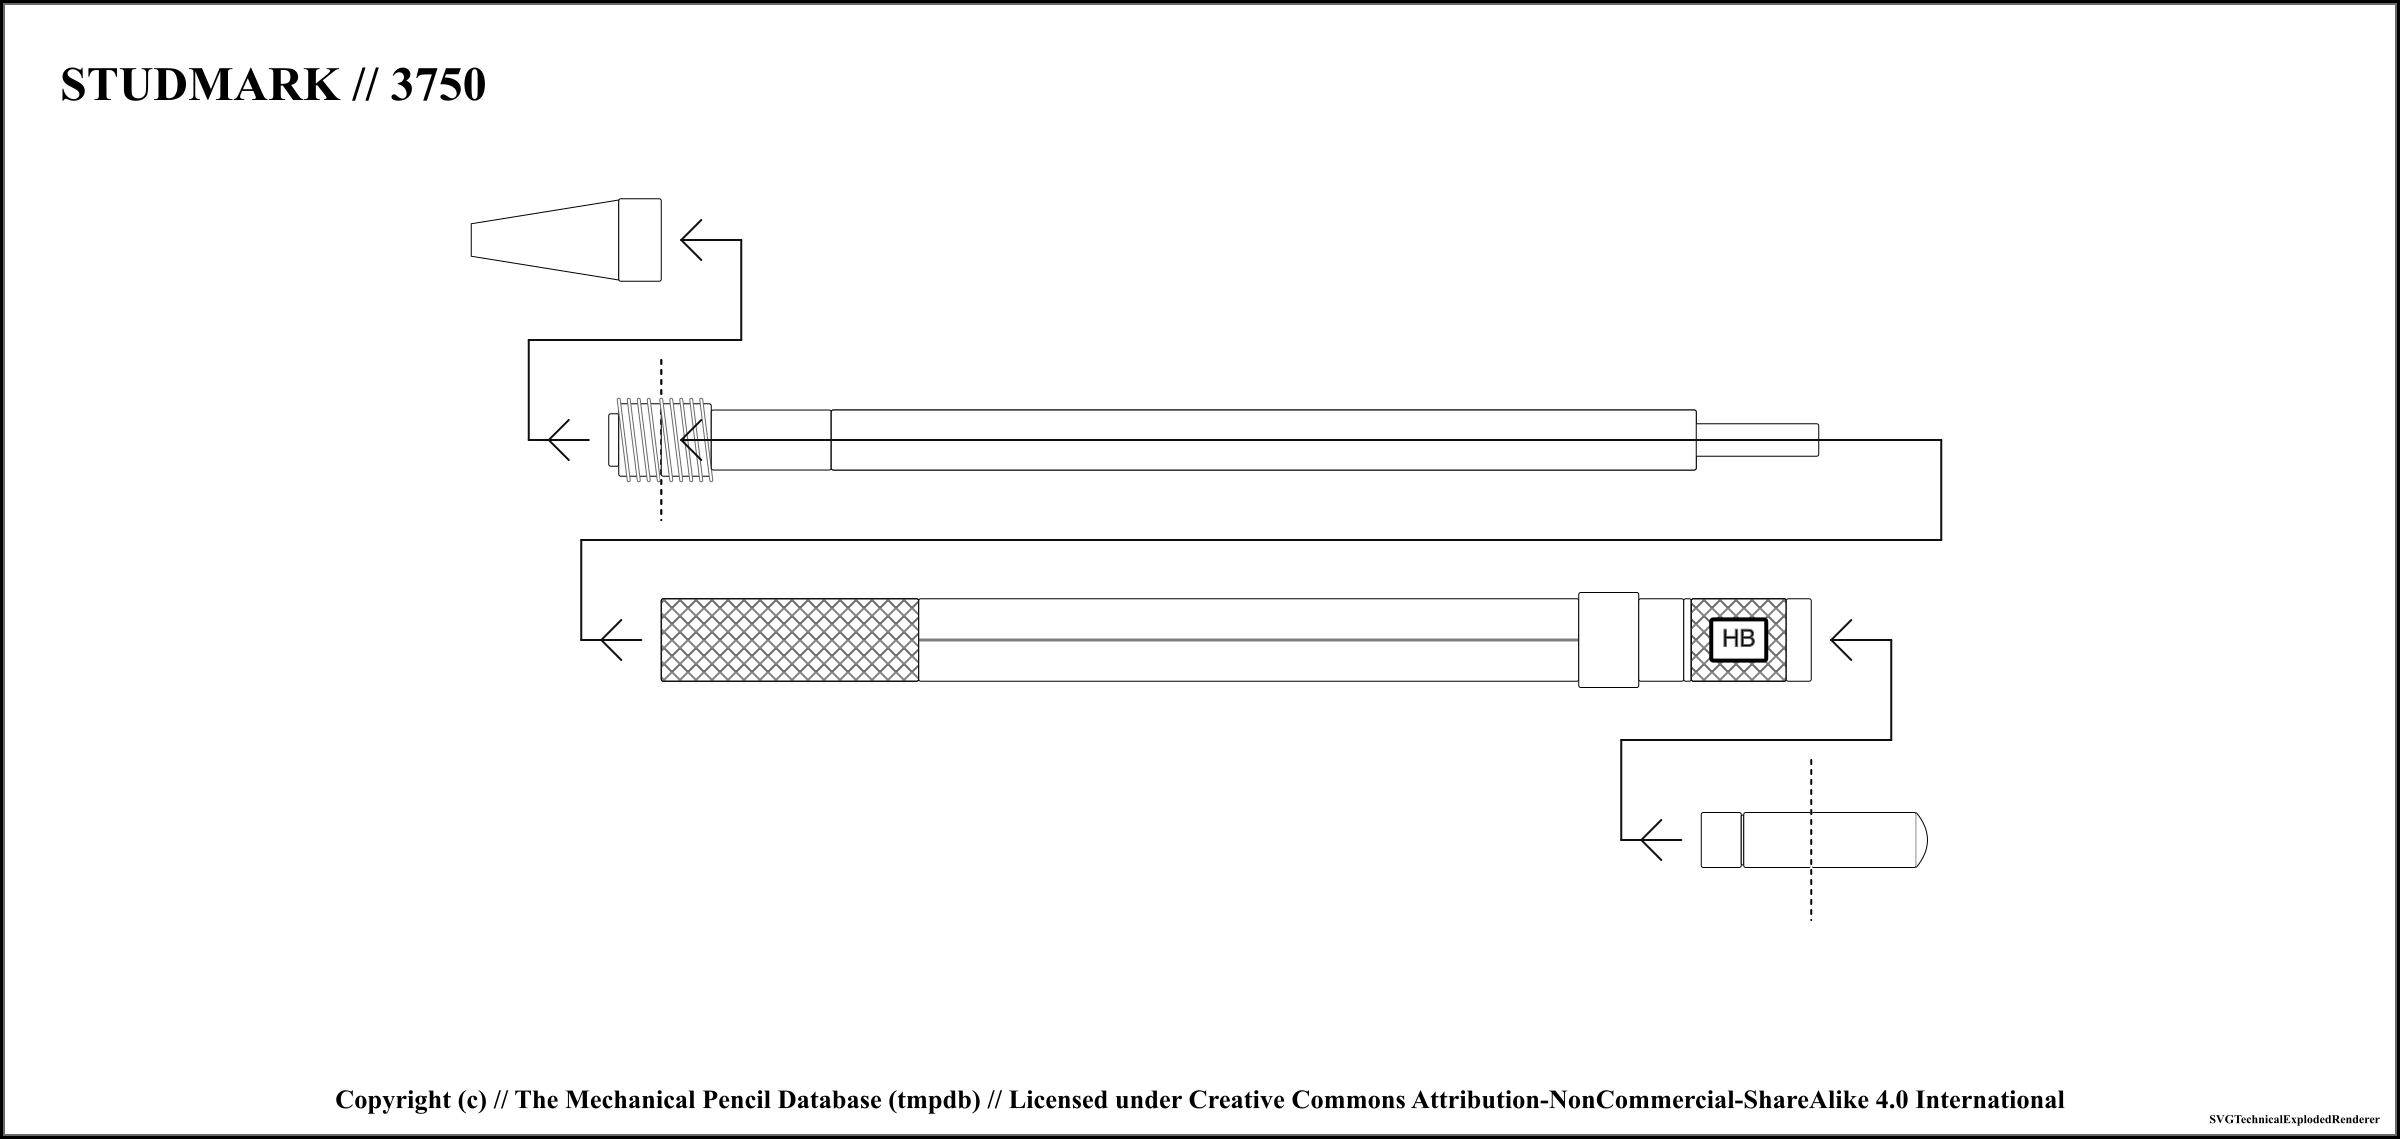 STUDMARK // 3750
HB
Copyright (c) // The Mechanical Pencil Database (tmpdb) // Licensed under Creative Commons Attribution-NonCommercial-ShareAlike 4.0 International
SVGTechnicalExplodedRenderer